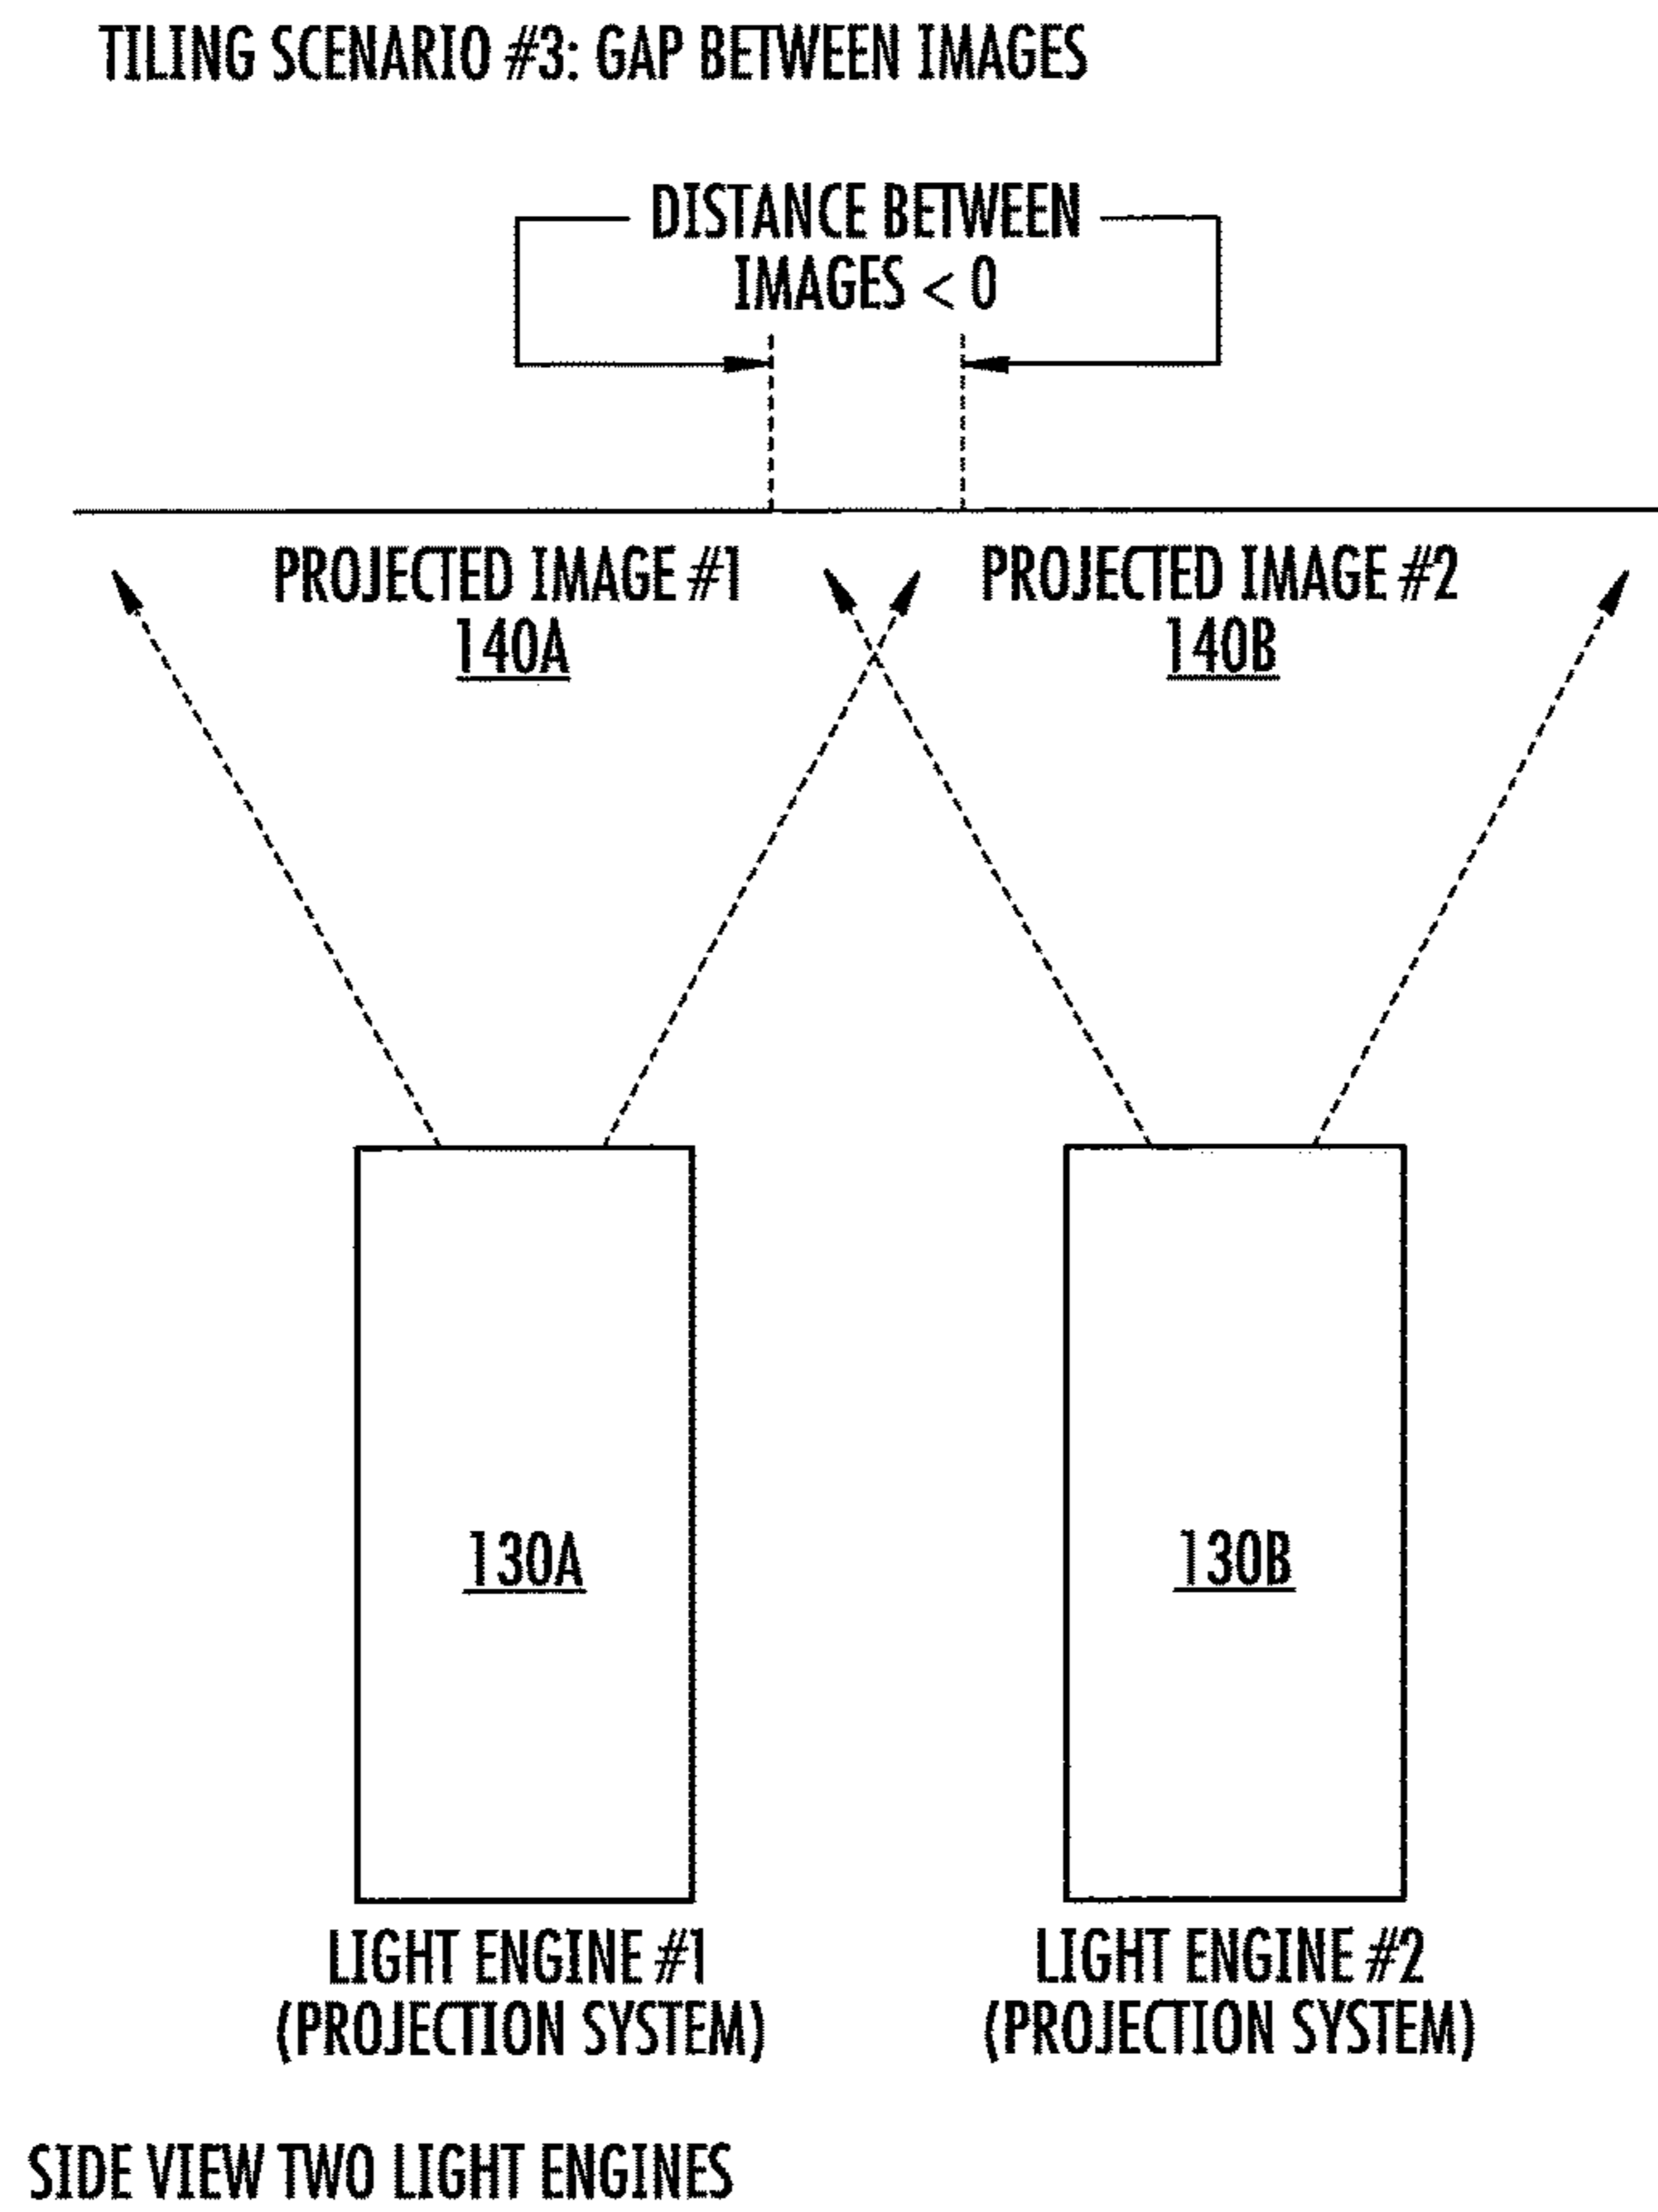 TILING SCENARIO #3: GAP BETWEEN IMAGES
DISTANCE BETWEEN
IMAGES < 0
PROJECTED IMAGE #1
140A
PROJECTED IMAGE #2
140B
130A
130B
LIGHT ENGINE #1
(PROJECTION SYSTEM)
LIGHT ENGINE #2
(PROJECTION SYSTEM)
SIDE VIEW TWO LIGHT ENGINES